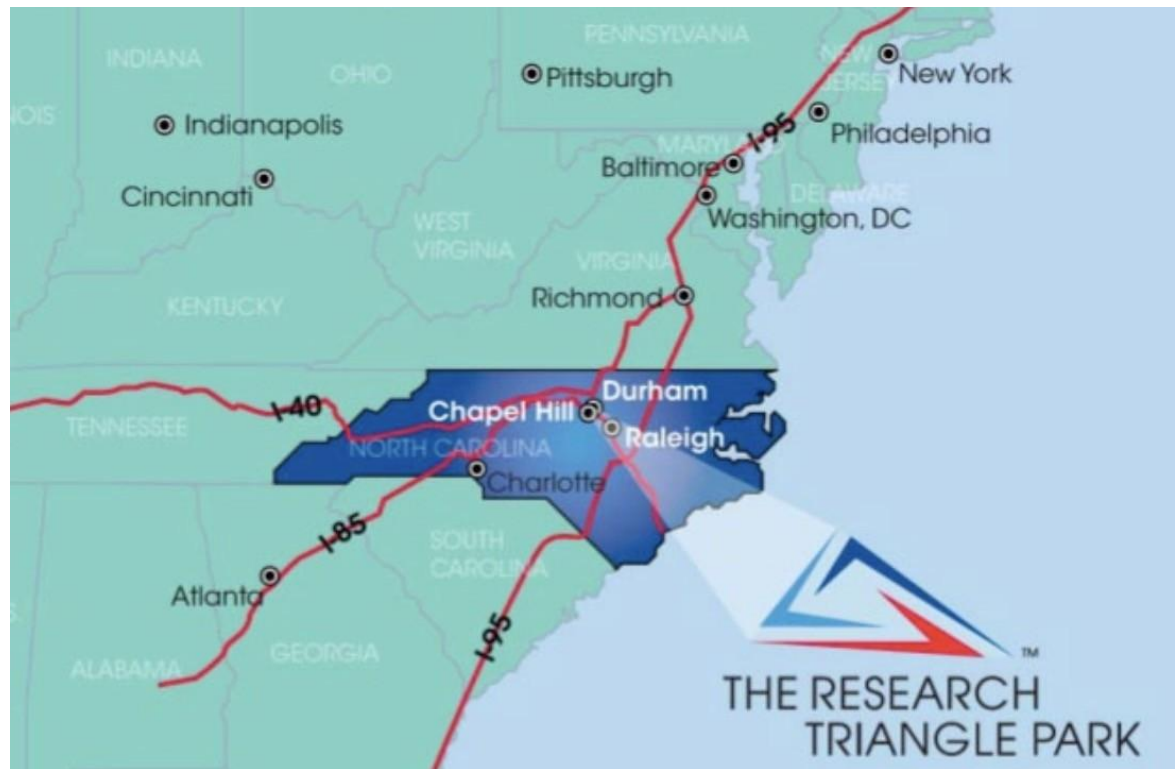 PENNSYLVANIA
INDIANA
OHIO
NEW
JERSEY
New York
Pittsburgh
NOIS
Indianapolis
I-95
Philadelphia
MARYLAND
Baltimore
Cincinnati
DELAWARE
WEST
VIRGINIA
Washington, DC
VIRGINIA
Richmond
KENTUCKY
Durham
I-40
Chapel Hill
TENNESSEE
Raleigh
NORTH CAROLINA
Charlotte
I-85
SOUTH
CAROLINA
Atlanta
I-95
GEORGIA
ALABAMA
TM
THE RESEARCH
TRIANGLE PARK